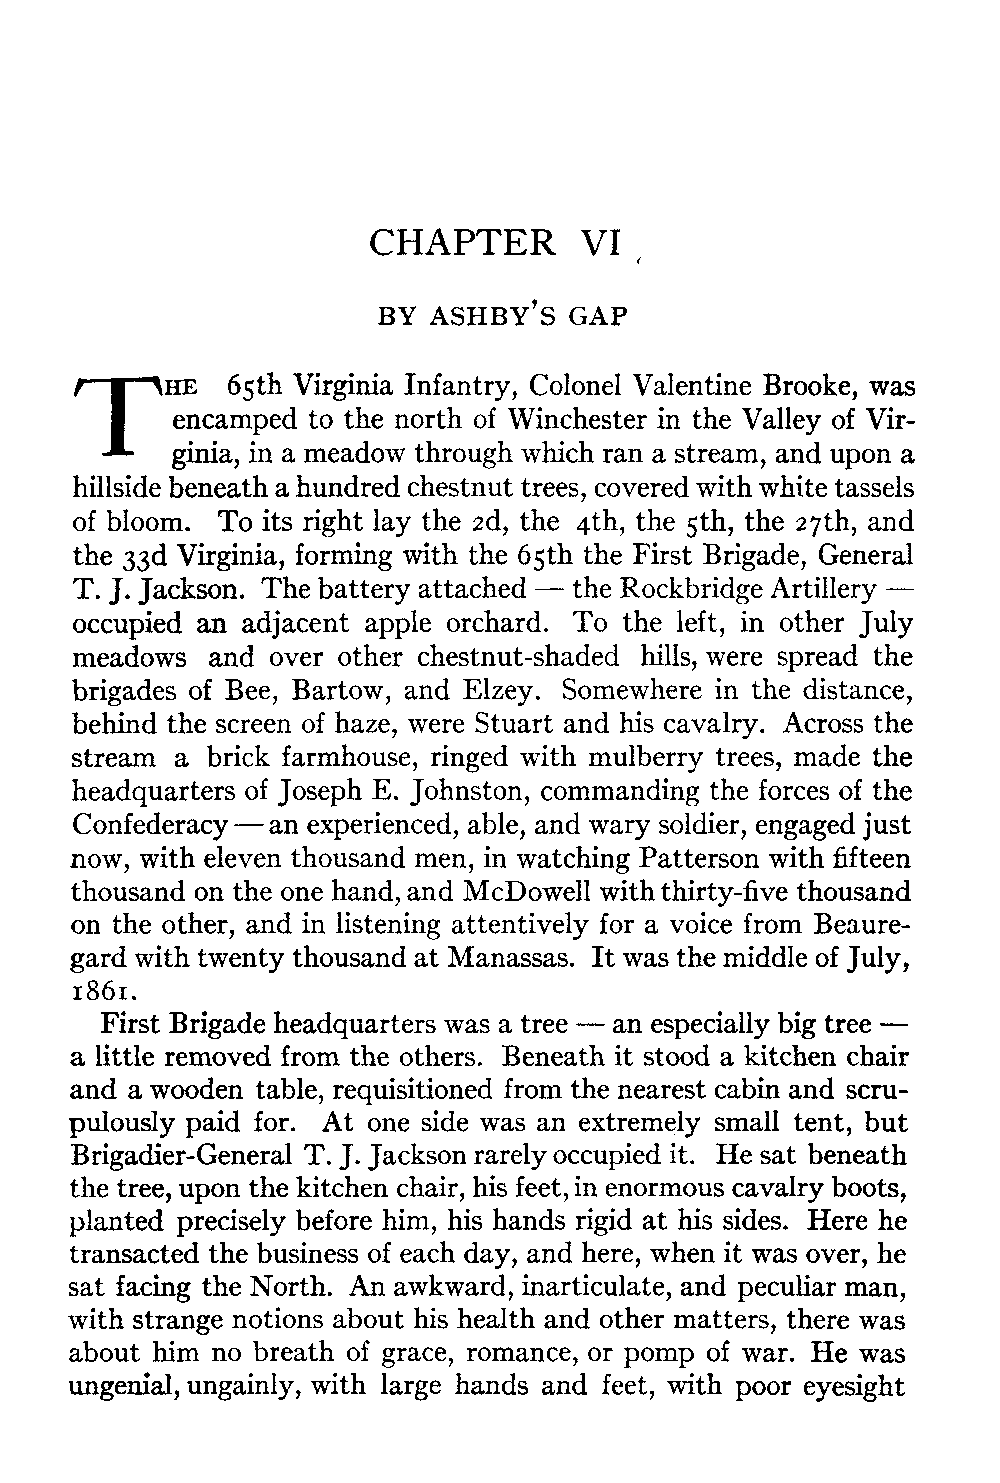 CHAPTER VI
BY ASHBY'S GAP
THE 65th Virginia Infantry, Colonel Valentine Brooke, was
encamped to the north of Winchester in the Valley of Vir-
ginia, in a meadow through which ran a stream, and upon a
hillside beneath a hundred chestnut trees, covered with white tassels
of bloom. To its right lay the 2d, the 4th, the 5th, the 27th, and
the 33d Virginia, forming with the 65th the First Brigade, General
T. J. Jackson. The battery attached — the Rockbridge Artillery —
occupied an adjacent apple orchard. To the left, in other July
meadows and over other chestnut-shaded hills, were spread the
brigades of Bee, Bartow, and Elzey. Somewhere in the distance,
behind the screen of haze, were Stuart and his cavalry. Across the
stream a brick farmhouse, ringed with mulberry trees, made the
headquarters of Joseph E. Johnston, commanding the forces of the
Confederacy — an experienced, able, and wary soldier, engaged just
now, with eleven thousand men, in watching Patterson with fifteen
thousand on the one hand, and McDowell with thirty-five thousand
on the other, and in listening attentively for a voice from Beaure-
gard with twenty thousand at Manassas. It was the middle of July,
1861.
First Brigade headquarters was a tree — an especially big tree —
a little removed from the others. Beneath it stood a kitchen chair
and a wooden table, requisitioned from the nearest cabin and scru-
pulously paid for. At one side was an extremely small tent, but
Brigadier-General T. J. Jackson rarely occupied it. He sat beneath
the tree, upon the kitchen chair, his feet, in enormous cavalry boots,
planted precisely before him, his hands rigid at his sides. Here he
transacted the business of each day, and here, when it was over, he
sat facing the North. An awkward, inarticulate, and peculiar man,
with strange notions about his health and other matters, there was
about him no breath of grace, romance, or pomp of war. He was
ungenial, ungainly, with large hands and feet, with poor eyesight